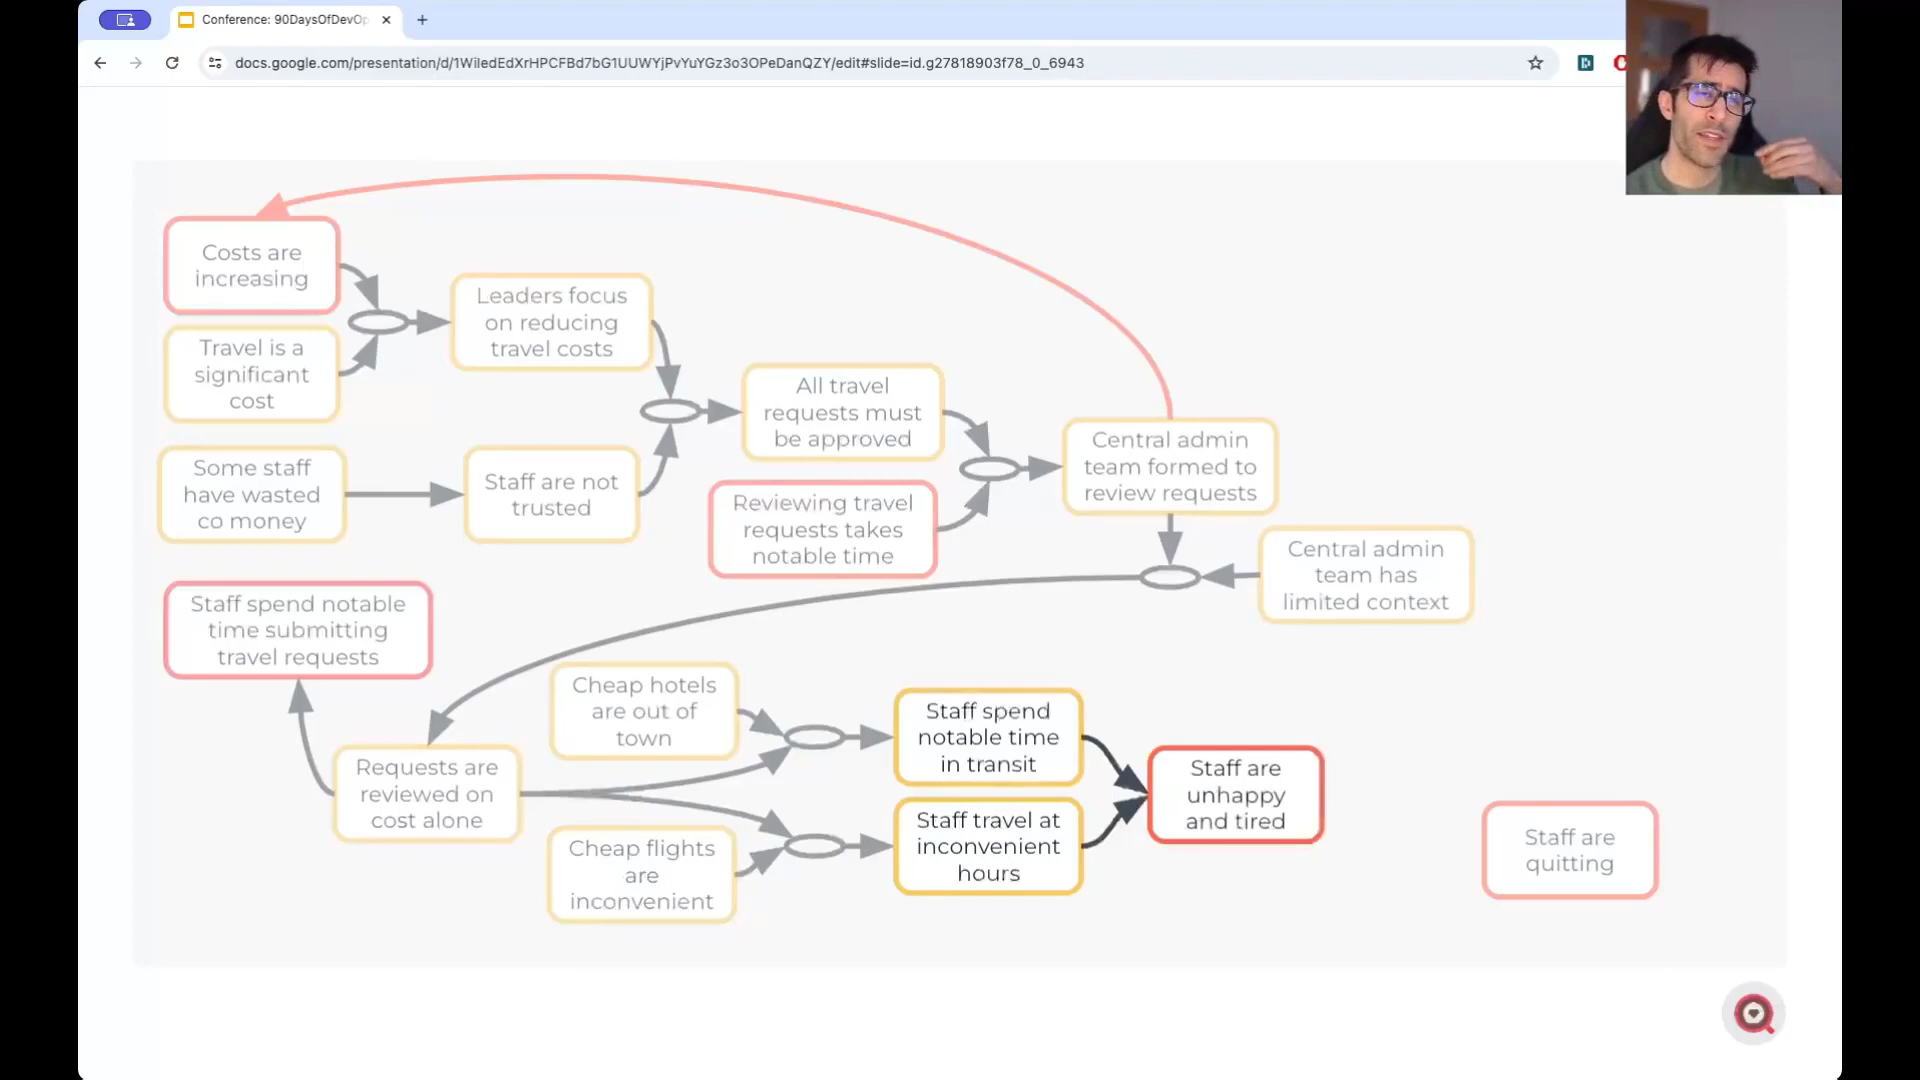 Conference: 90DaysOfDevOp
docs.google.com/presentation/d/1WiledEdXrHPCFBd7bG1UUWYjPvYuYGz3o3OPeDanQZY/edit#slide=id.g27818903f78_0_6943
Costs are
increasing
Travel is a
significant
cost
Leaders focus
on reducing
travel costs
Some staff
have wasted
co money
Staff are not
trusted
All travel
requests must
be approved
Reviewing travel
requests takes
notable time
Central admin
team formed to
review requests
Central admin
team has
limited context
Staff spend notable
time submitting
travel requests
Requests are
reviewed on
cost alone
Cheap hotels
are out of
town
Cheap flights
are
inconvenient
Staff spend
notable time
in transit
Staff travel at
inconvenient
hours
Staff are
unhappy
and tired
Staff are
quitting